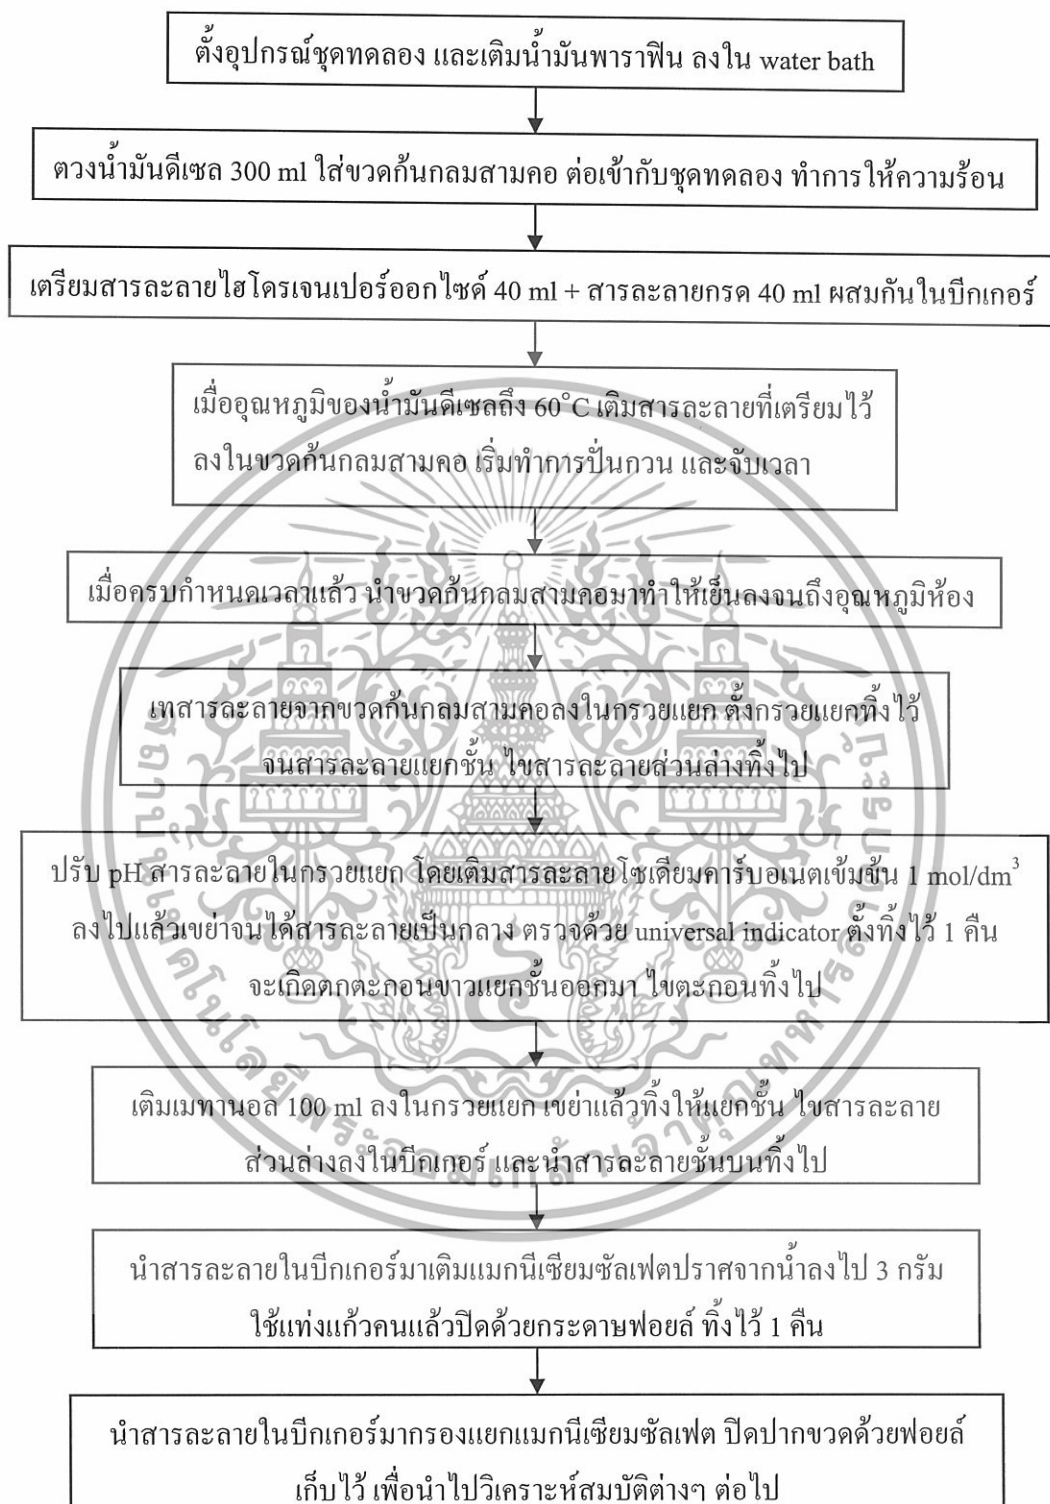 ตั้งอุปกรณ์ชุดทดลอง และเติมน้ำมันพาราฟิน ลงใน water bath
ตวงน้ำมันดีเซล 300 ml ใส่ขวดก้นกลมสามคอ ต่อเข้ากับชุดทดลอง ทำการให้ความร้อน
เตรียมสารละลายไฮโดรเจนเปอร์ออกไซด์ 40 ml + สารละลายกรด 40 ml ผสมกันในบีกเกอร์
เมื่ออุณหภูมิของน้ำมันดีเซลถึง 60°C เติมสารละลายที่เตรียมไว้
ลงในขวดก้นกลมสามคอ เริ่มทำการปั่นกวน และจับเวลา
เมื่อครบกำหนดเวลาแล้ว นำขวดก้นกลมสามคอมาทำให้เย็นลงจนถึงอุณหภูมิห้อง
เทสารละลายจากขวดก้นกลมสามคอลงในกรวยแยก ตั้งกรวยแยกทิ้งไว้
จนสารละลายแยกชั้น ไขสารละลายส่วนล่างทิ้งไป
ปรับ pH สารละลายในกรวยแยก โดยเติมสารละลายโซเดียมคาร์บอเนตเข้มข้น 1 mol/dm³
ลงไปแล้วเขย่าจนได้สารละลายเป็นกลาง ตรวจด้วย universal indicator ตั้งทิ้งไว้ 1 คืน
จะเกิดตกตะกอนขาวแยกชั้นออกมา ไขตะกอนทิ้งไป
เติมเมทานอล 100 ml ลงในกรวยแยก เขย่าแล้วทิ้งให้แยกชั้น ไขสารละลาย
ส่วนล่างลงในบีกเกอร์ และนำสารละลายชั้นบนทิ้งไป
นำสารละลายในบีกเกอร์มาเติมแมกนีเซียมซัลเฟตปราศจากน้ำลงไป 3 กรัม
ใช้แท่งแก้วคนแล้วปิดด้วยกระดาษฟอยล์ ทิ้งไว้ 1 คืน
นำสารละลายในบีกเกอร์มากรองแยกแมกนีเซียมซัลเฟต ปิดปากขวดด้วยฟอยล์
เก็บไว้ เพื่อนำไปวิเคราะห์สมบัติต่างๆ ต่อไป
สถาบันเทคโนโลยีพระจอมเกล้าเจ้าคุณทหารลาดกระบัง